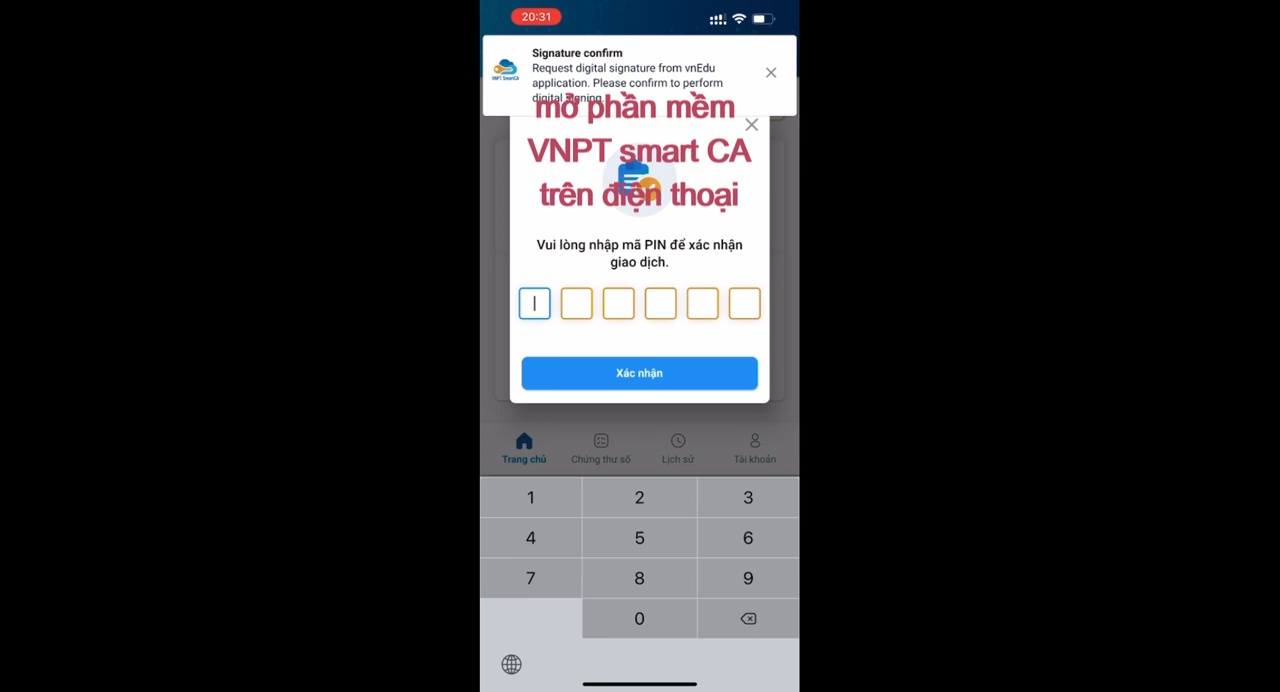 20:31
Signature confirm
Request digital signature from vnEdu
application. Please confirm to perform
digital signing.
VNPT SmartCA
mở phần mềm
VNPT smart CA
trên điện thoại
Vui lòng nhập mã PIN để xác nhận
giao dịch.
Xác nhận
Trang chủ
Chứng thư số
Lịch sử
Tài khoản
1 2 3
4 5 6
7 8 9
0